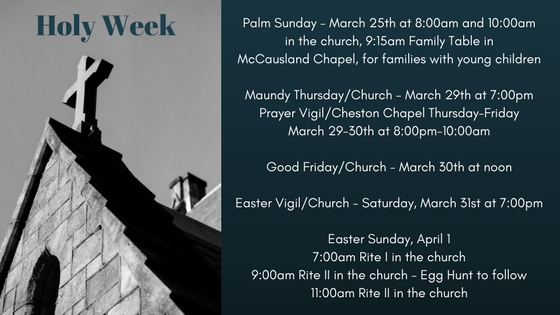 Holy Week
Palm Sunday - March 25th at 8:00am and 10:00am
in the church, 9:15am Family Table in
McCausland Chapel, for families with young children
Maundy Thursday/Church - March 29th at 7:00pm
Prayer Vigil/Cheston Chapel Thursday-Friday
March 29-30th at 8:00pm-10:00am
Good Friday/Church - March 30th at noon
Easter Vigil/Church - Saturday, March 31st at 7:00pm
Easter Sunday, April 1
7:00am Rite I in the church
9:00am Rite II in the church - Egg Hunt to follow
11:00am Rite II in the church